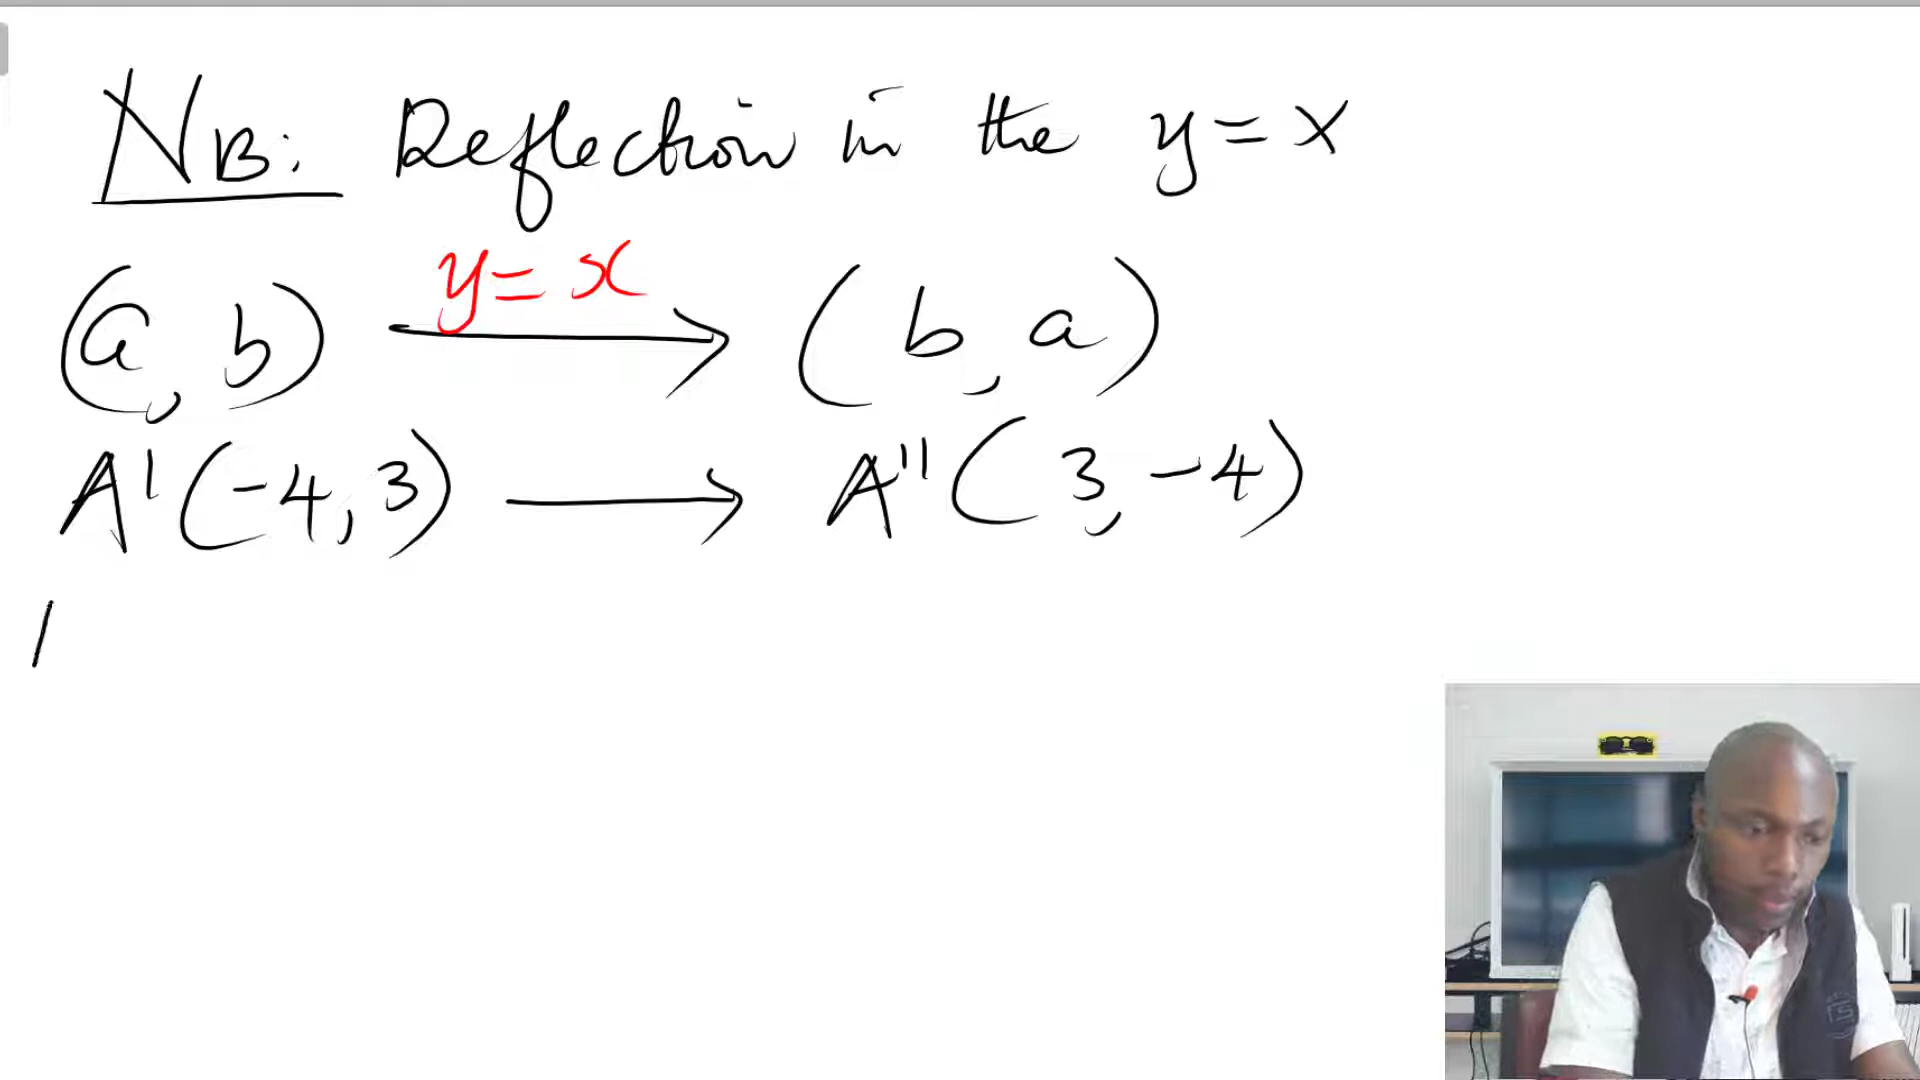 NB: Reflection in the y = x
(a, b) y = x (b, a)
A' (-4, 3) → A'' (3, -4)